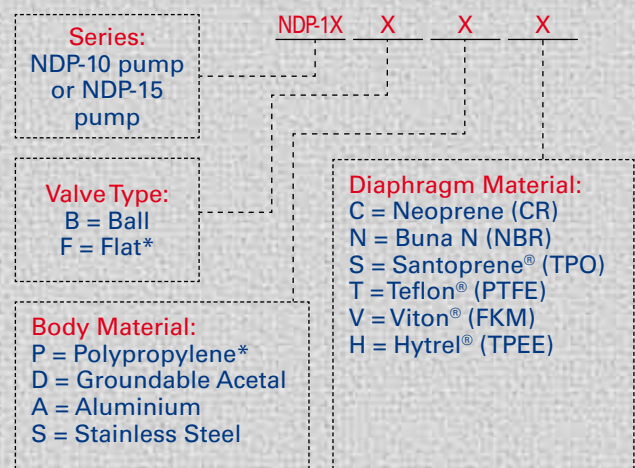 NDP-1X X X X
Series:
NDP-10 pump
or NDP-15
pump
Valve Type:
B = Ball
F = Flat*
Body Material:
P = Polypropylene*
D = Groundable Acetal
A = Aluminium
S = Stainless Steel
Diaphragm Material:
C = Neoprene (CR)
N = Buna N (NBR)
S = Santoprene® (TPO)
T = Teflon® (PTFE)
V = Viton® (FKM)
H = Hytrel® (TPEE)